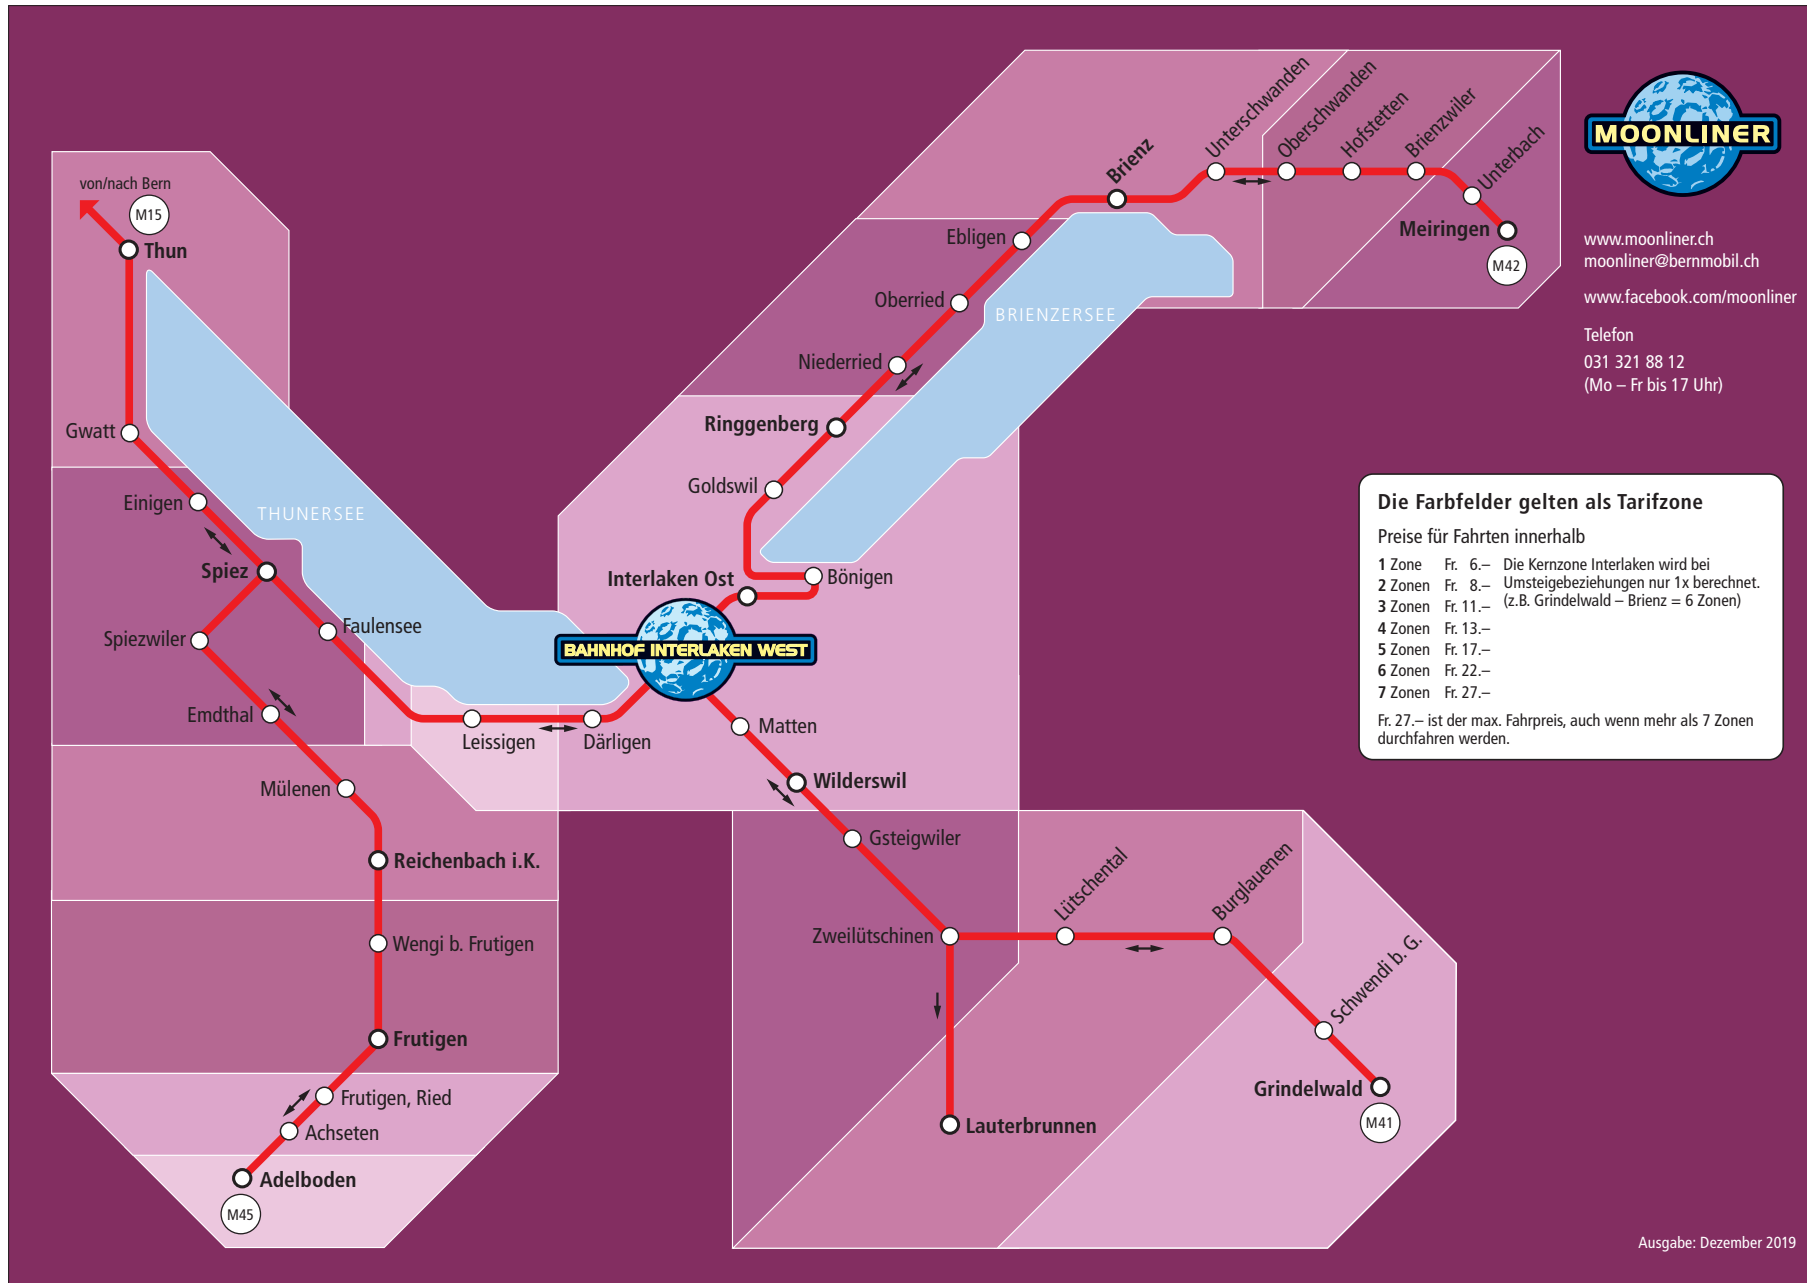 von/nach Bern
M15
Thun
Gwatt
Einigen
THUNERSEE
Spiez
Spiezwiler
Faulensee
Emdthal
Leissigen
Därligen
Mülenen
Reichenbach i.K.
Wengi b. Frutigen
Frutigen
Frutigen, Ried
Achseten
Adelboden
M45
BAHNHOF INTERLAKEN WEST
Interlaken Ost
Bönigen
Goldswil
Ringgenberg
Niederried
Oberried
Ebligen
BRIENZERSEE
Brienz
Unterschwanden
Oberschwanden
Hofstetten
Brienzwiler
Unterbach
Meiringen
M42
Matten
Wilderswil
Gsteigwiler
Zweilütschinen
Lütschental
Burglauenen
Schwendi b. G.
Grindelwald
M41
Lauterbrunnen
MOONLINER
www.moonliner.ch
moonliner@bernmobil.ch
www.facebook.com/moonliner
Telefon
031 321 88 12
(Mo – Fr bis 17 Uhr)
Die Farbfelder gelten als Tarifzone
Preise für Fahrten innerhalb
1 Zone Fr. 6.–
2 Zonen Fr. 8.–
3 Zonen Fr. 11.–
4 Zonen Fr. 13.–
5 Zonen Fr. 17.–
6 Zonen Fr. 22.–
7 Zonen Fr. 27.–
Die Kernzone Interlaken wird bei
Umsteigebeziehungen nur 1x berechnet.
(z.B. Grindelwald – Brienz = 6 Zonen)
Fr. 27.– ist der max. Fahrpreis, auch wenn mehr als 7 Zonen
durchfahren werden.
Ausgabe: Dezember 2019